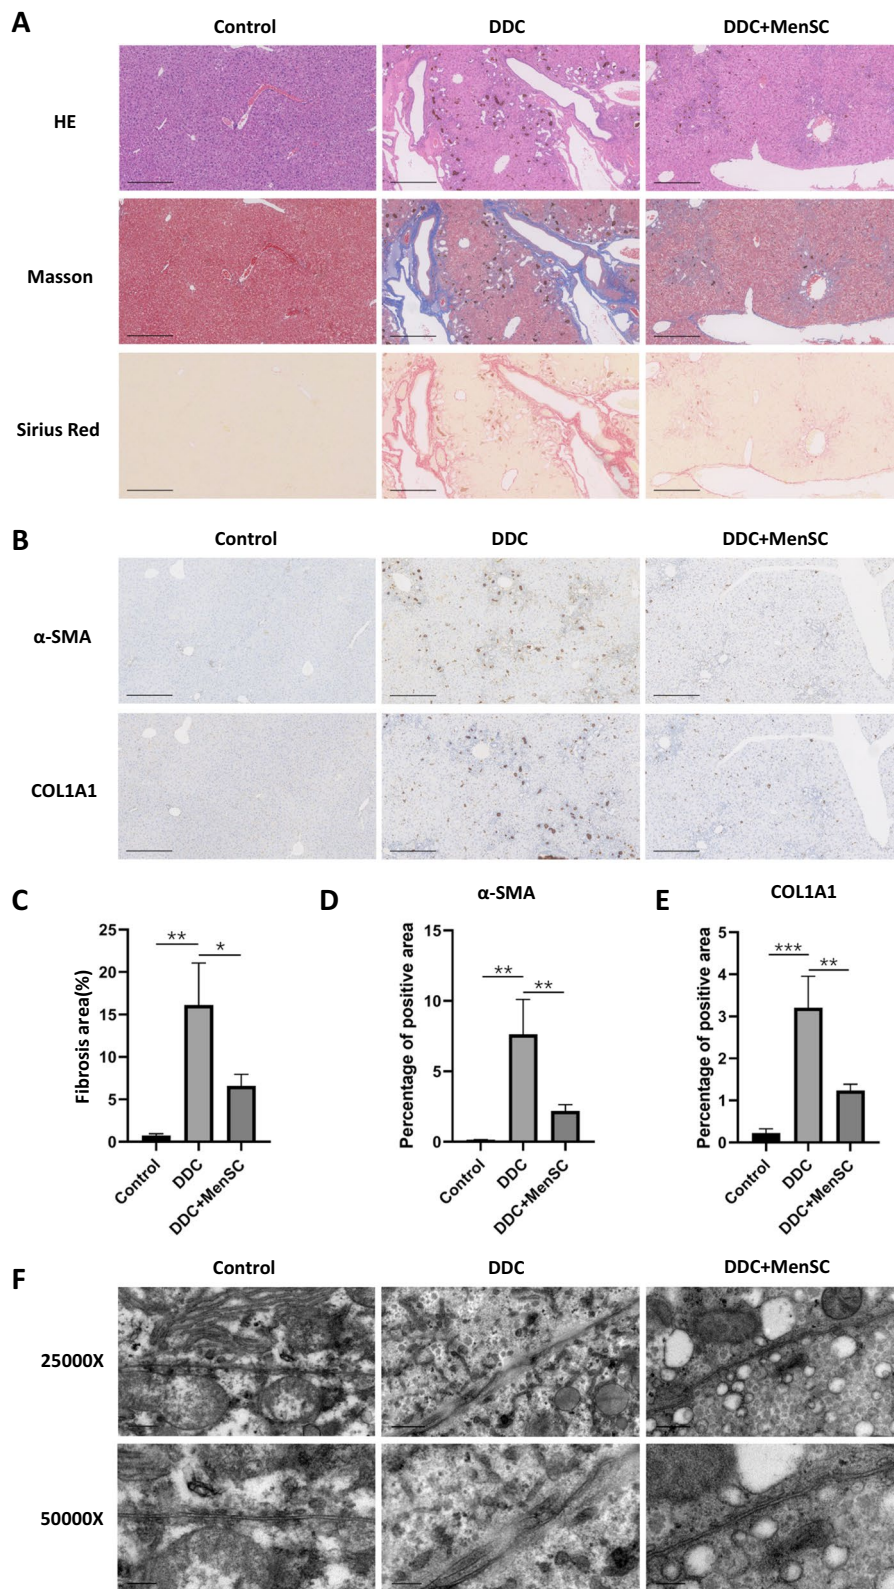 A
Control DDC DDC+MenSC
HE
Masson
Sirius Red
B
Control DDC DDC+MenSC
α-SMA
COL1A1
C
Fibrosis area(%)
25
20
15
10
5
0
** *
Control DDC DDC+MenSC
D
α-SMA
Percentage of positive area
15
10
5
0
** **
Control DDC DDC+MenSC
E
COL1A1
Percentage of positive area
5
4
3
2
1
0
*** **
Control DDC DDC+MenSC
F
Control DDC DDC+MenSC
25000X
50000X